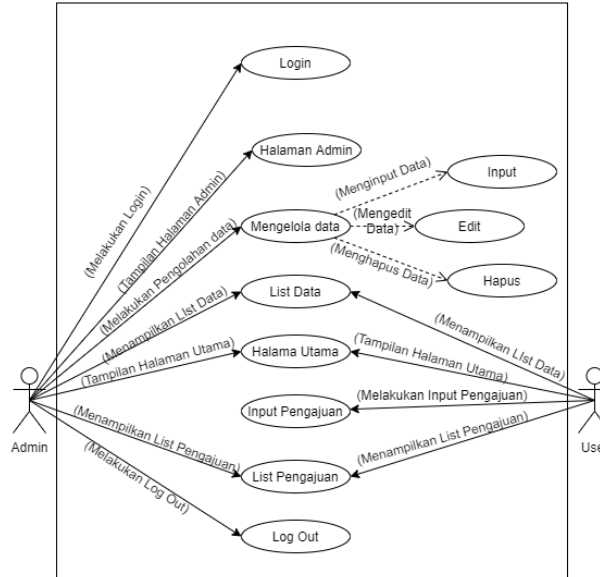 Login
(Melakukan Login)
Halaman Admin
(Tampilan Halaman Admin)
Mengelola data
(Melakukan Pengolahan data)
(Menginput Data)
Input
(Mengedit
Data)
Edit
(Menghapus Data)
Hapus
List Data
(Menampilkan LIst Data)
(Menampilkan LIst Data)
Halama Utama
(Tampilan Halaman Utama)
(Tampilan Halaman Utama)
Input Pengajuan
(Melakukan Input Pengajuan)
Admin
Use
(Menampilkan List Pengajuan)
List Pengajuan
(Menampilkan List Pengajuan)
(Melakukan Log Out)
Log Out